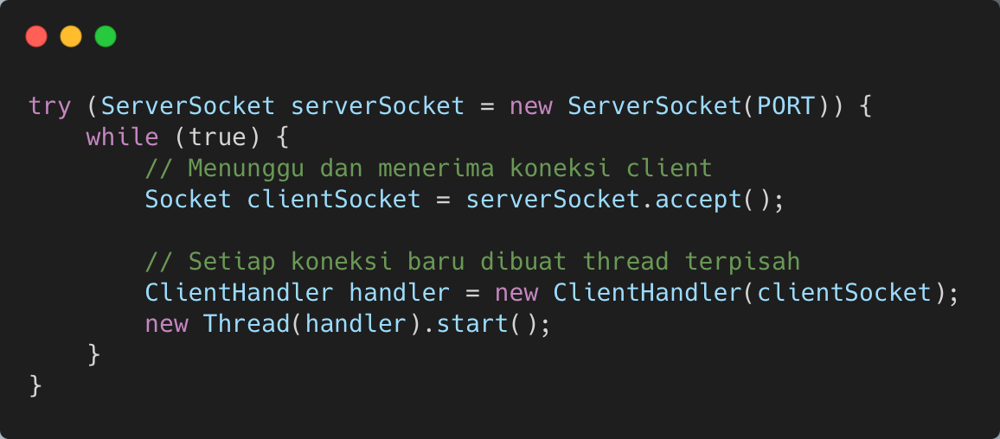 try (ServerSocket serverSocket = new ServerSocket(PORT)) {
    while (true) {
        // Menunggu dan menerima koneksi client
        Socket clientSocket = serverSocket.accept();

        // Setiap koneksi baru dibuat thread terpisah
        ClientHandler handler = new ClientHandler(clientSocket);
        new Thread(handler).start();
    }
}